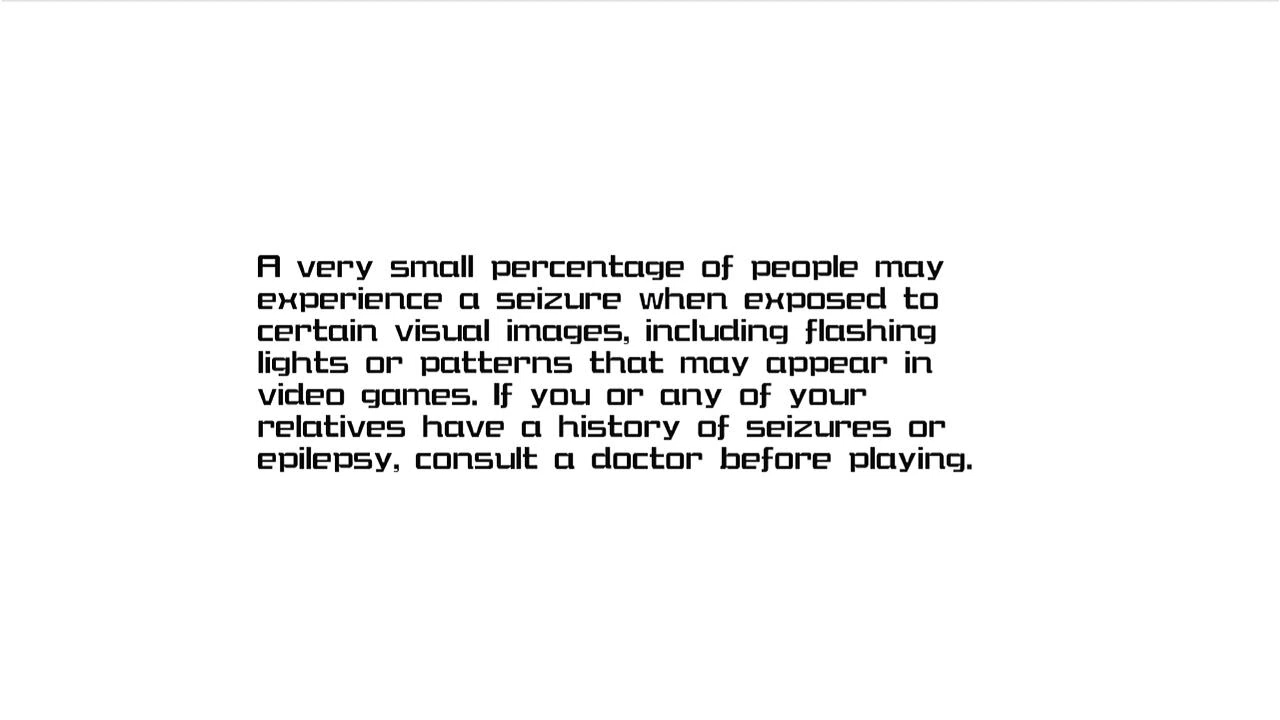 A very small percentage of people may
experience a seizure when exposed to
certain visual images, including flashing
lights or patterns that may appear in
video games. If you or any of your
relatives have a history of seizures or
epilepsy, consult a doctor before playing.